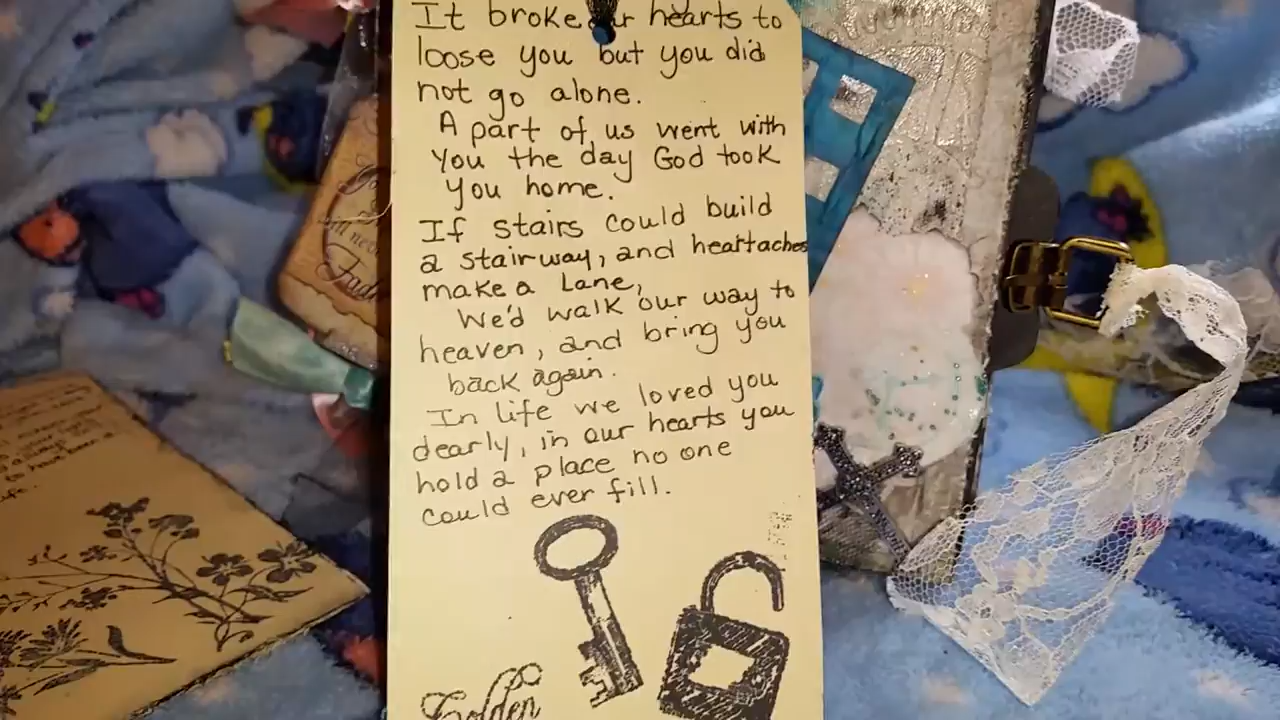 It broke our hearts to
loose you but you did
not go alone.
A part of us went with
you the day God took
you home.
If stairs could build
a stairway, and heartaches
make a Lane,
We'd walk our way to
heaven, and bring you
back again.
In life we loved you
dearly, in our hearts you
hold a place no one
could ever fill.
Golden